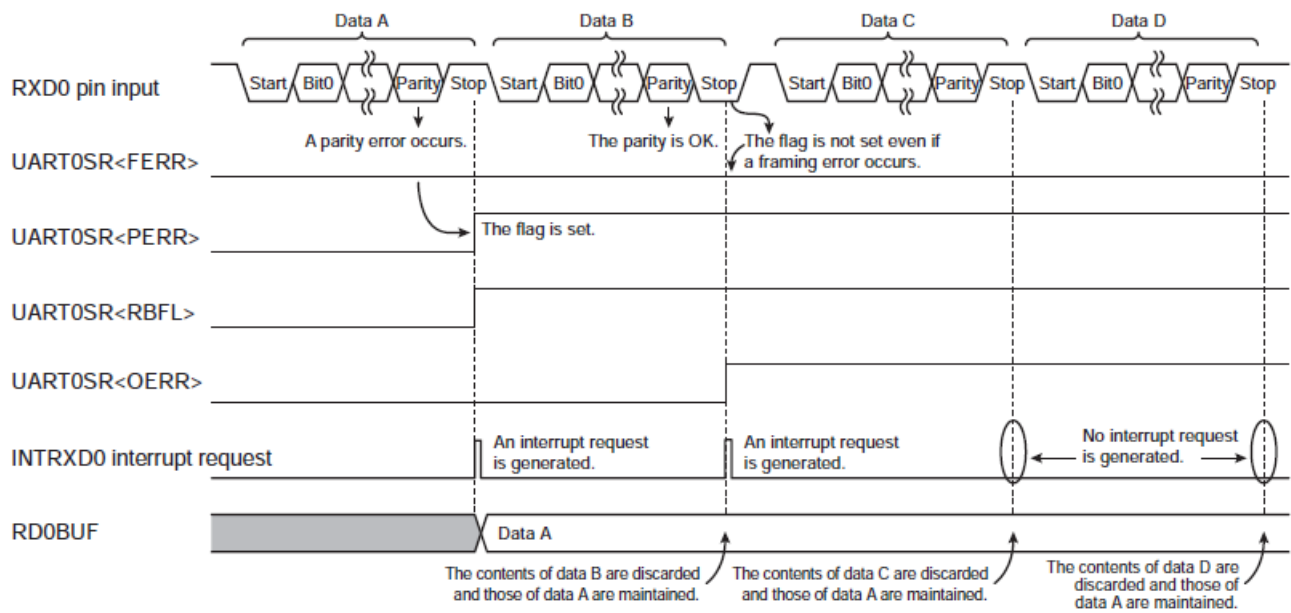 Data A
Data B
Data C
Data D
RXD0 pin input
Start Bit0 Parity Stop Start Bit0 Parity Stop Start Bit0 Parity Stop Start Bit0 Parity Stop
A parity error occurs.
The parity is OK.
The flag is not set even if
a framing error occurs.
UART0SR<FERR>
The flag is set.
UART0SR<PERR>
UART0SR<RBFL>
UART0SR<OERR>
INTRXD0 interrupt request
An interrupt request
is generated.
An interrupt request
is generated.
No interrupt request
is generated.
RD0BUF
Data A
The contents of data B are discarded
and those of data A are maintained.
The contents of data C are discarded
and those of data A are maintained.
The contents of data D are
discarded and those of
data A are maintained.